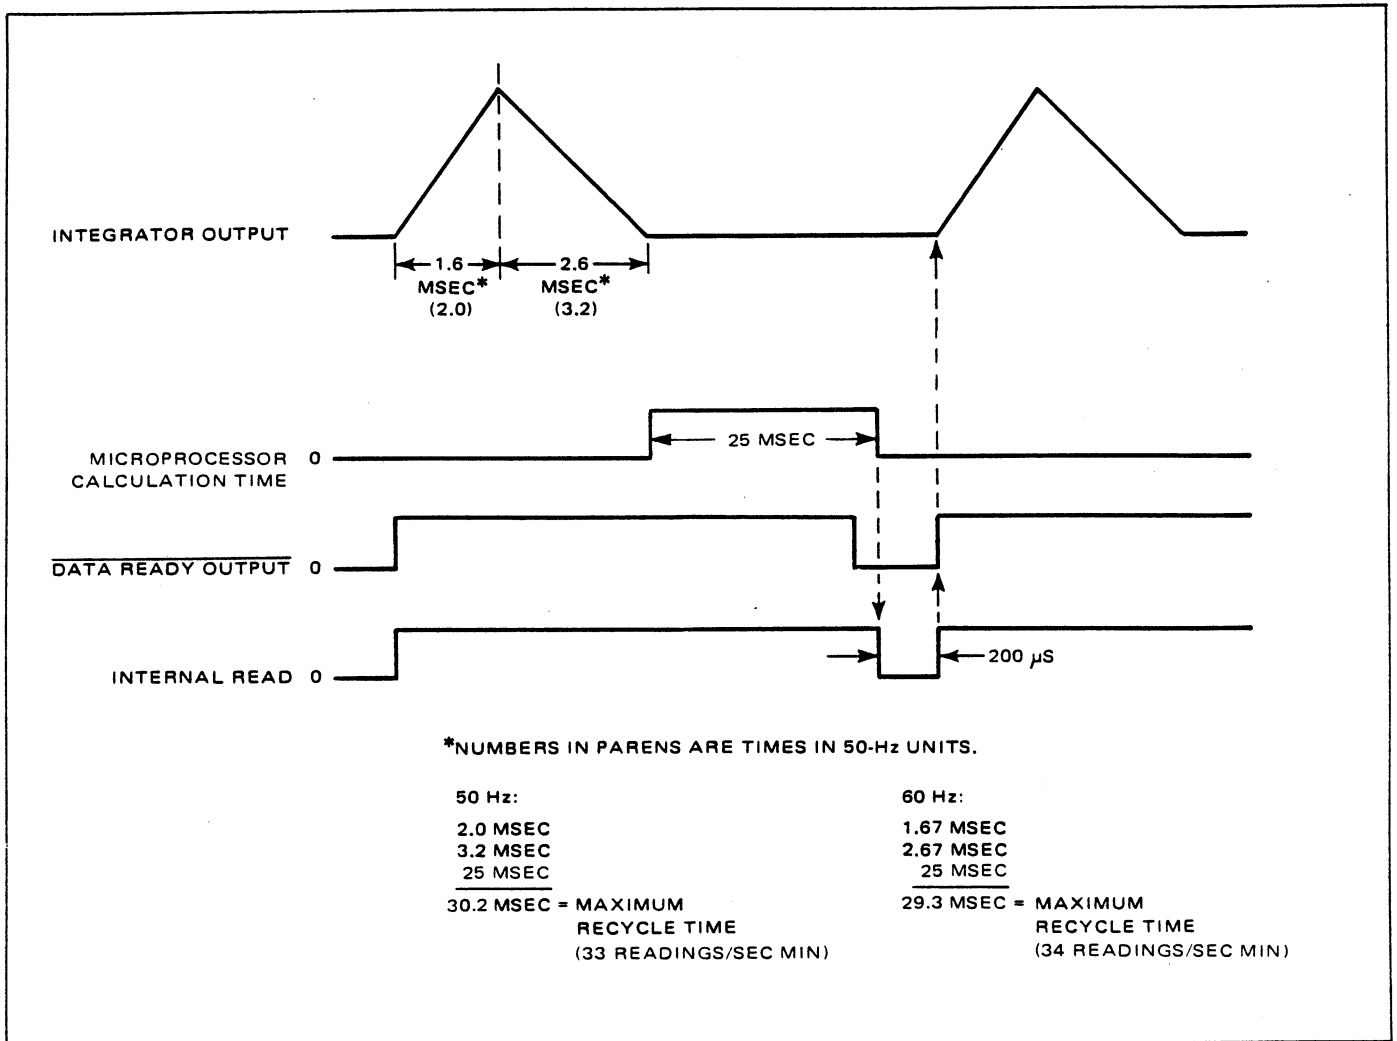 INTEGRATOR OUTPUT
1.6
MSEC*
(2.0)
2.6
MSEC*
(3.2)
25 MSEC
MICROPROCESSOR 0
CALCULATION TIME
DATA READY OUTPUT 0
INTERNAL READ 0
200 µS
*NUMBERS IN PARENS ARE TIMES IN 50-Hz UNITS.
50 Hz:
2.0 MSEC
3.2 MSEC
25 MSEC
30.2 MSEC = MAXIMUM
RECYCLE TIME
(33 READINGS/SEC MIN)
60 Hz:
1.67 MSEC
2.67 MSEC
25 MSEC
29.3 MSEC = MAXIMUM
RECYCLE TIME
(34 READINGS/SEC MIN)